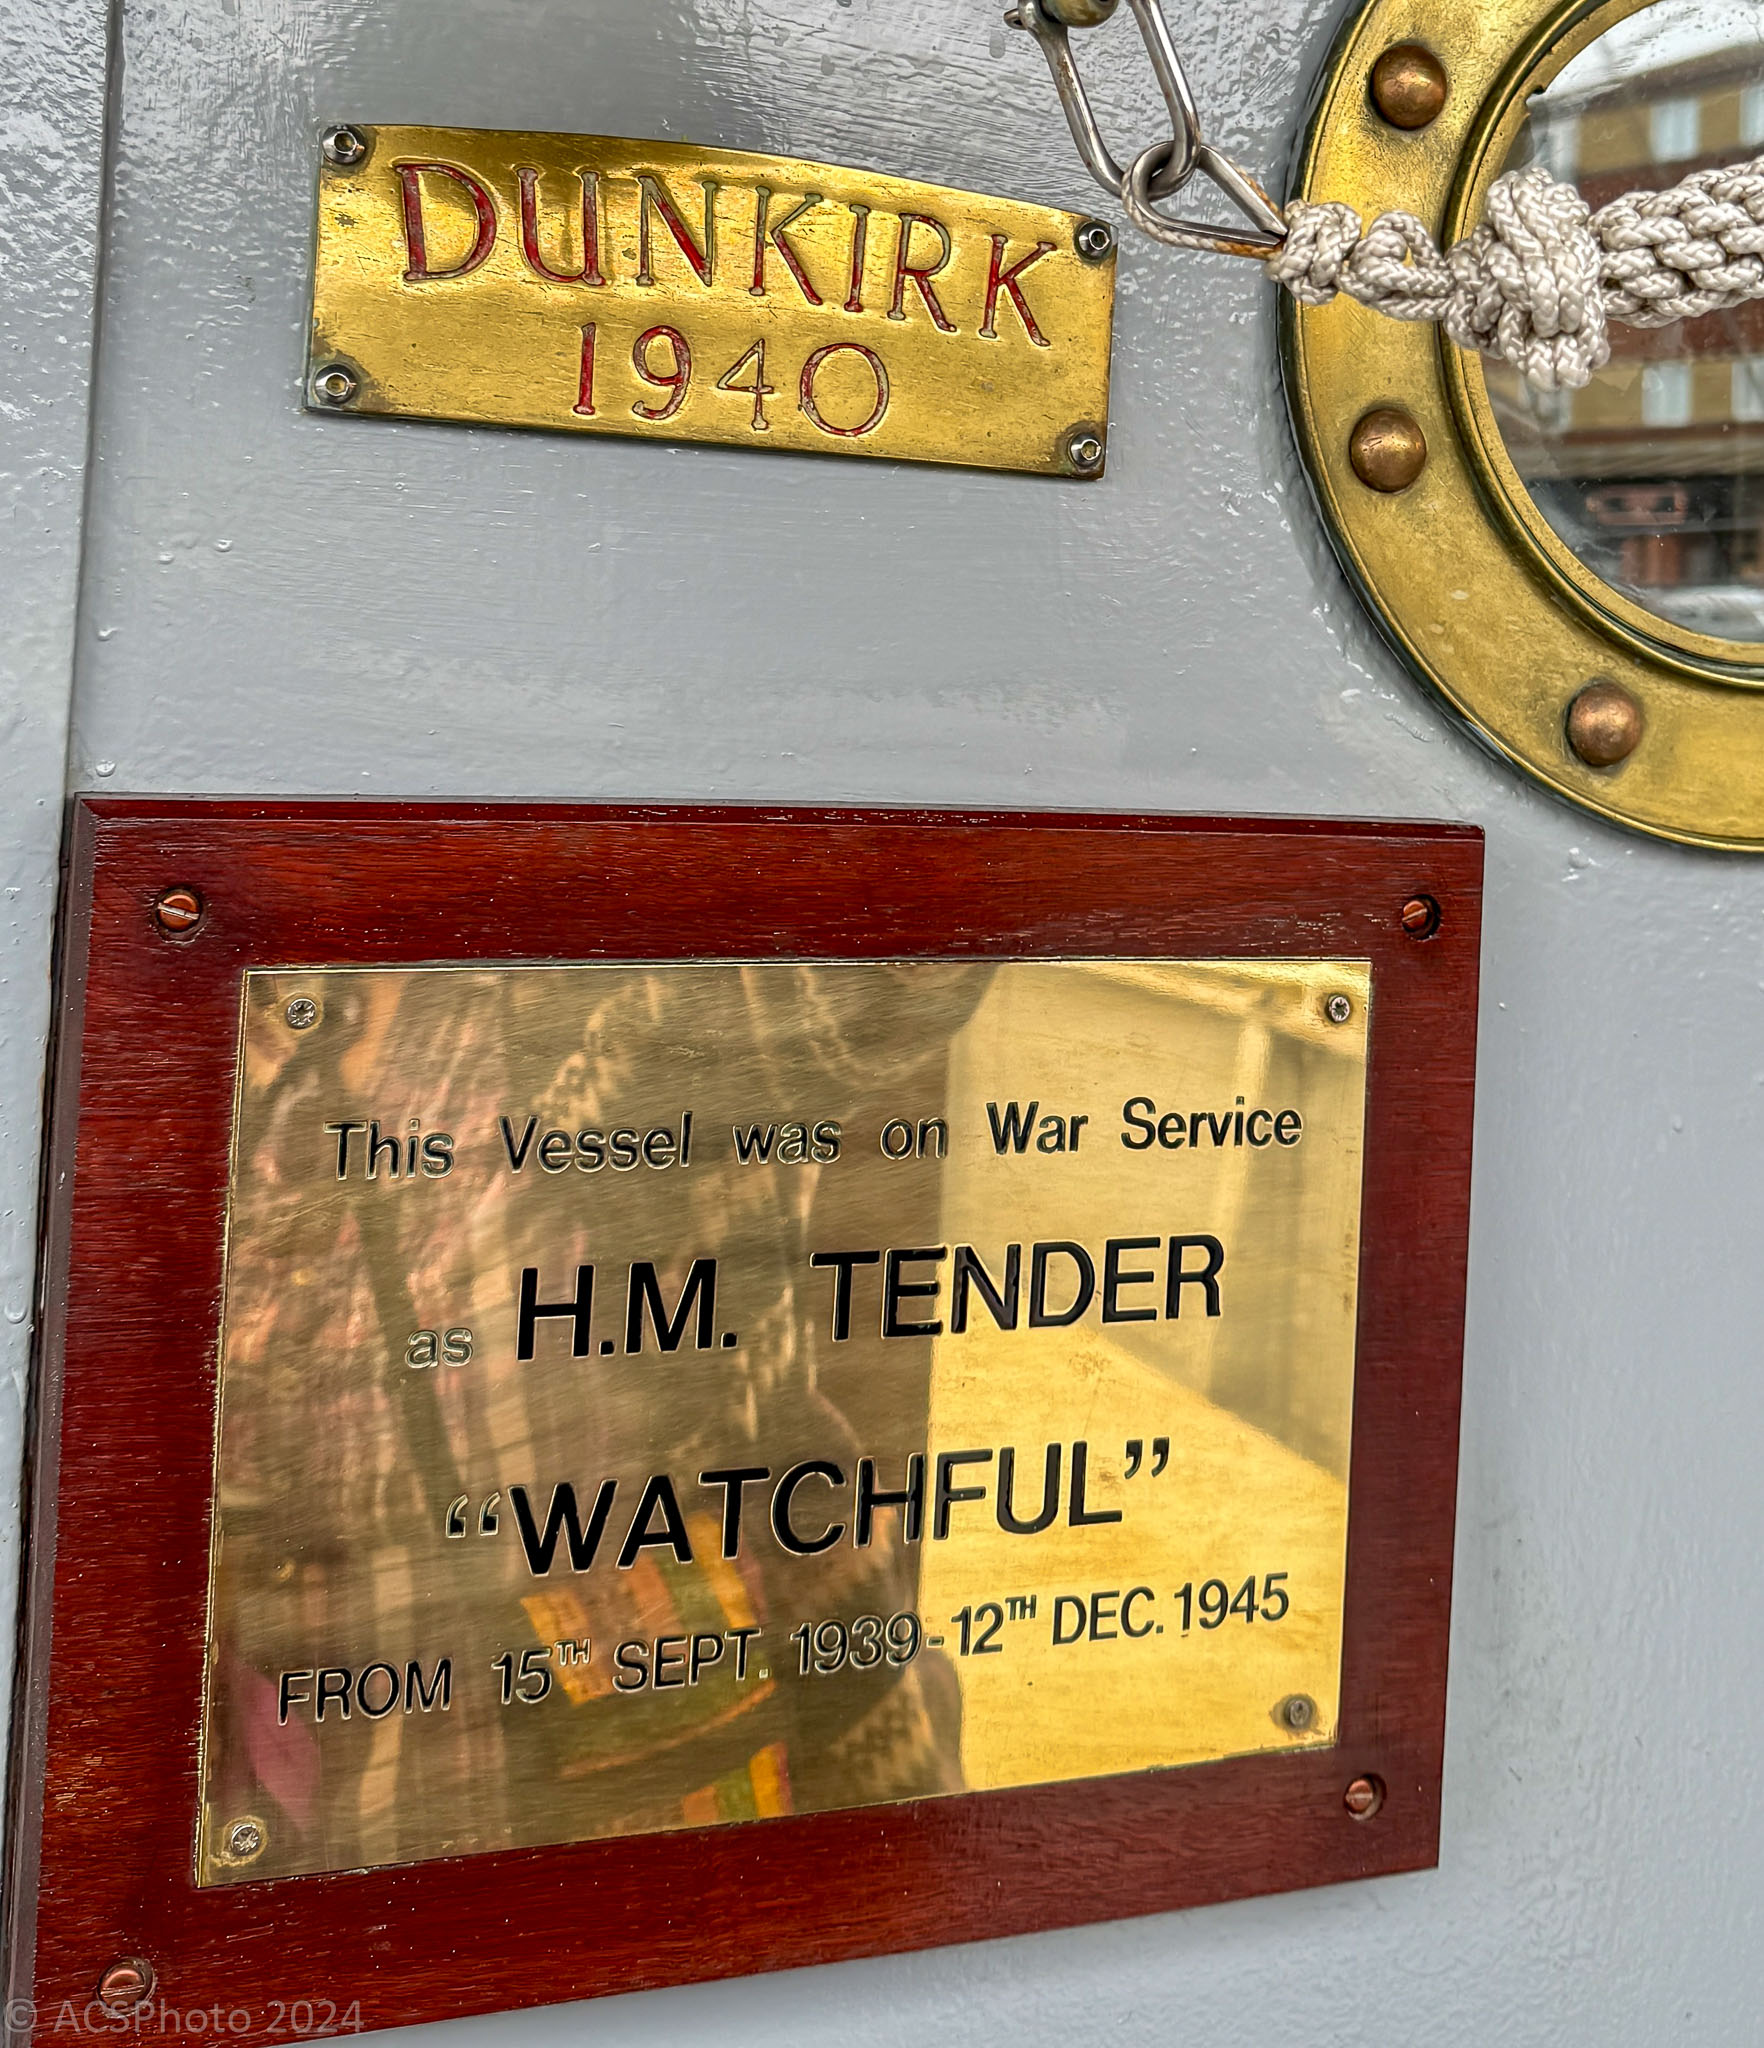 DUNKIRK
1940
This Vessel was on War Service
as H.M. TENDER
“WATCHFUL”
FROM 15TH SEPT. 1939-12TH DEC. 1945
© ACSPhoto 2024